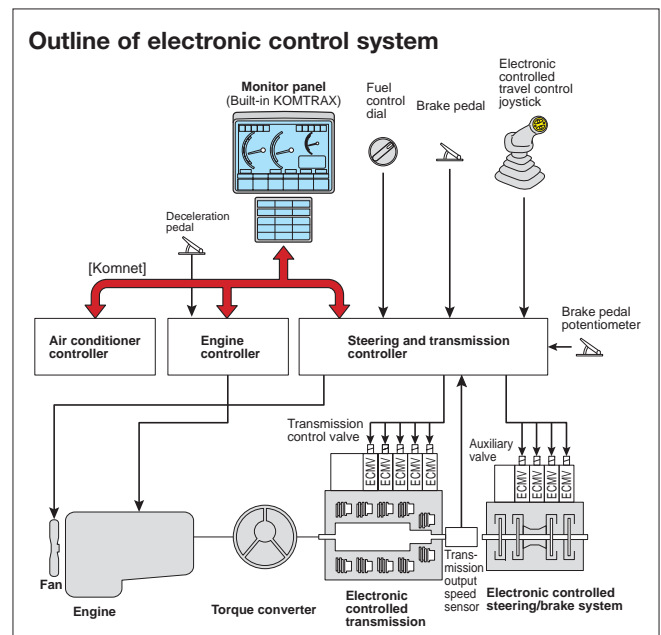 Outline of electronic control system
Monitor panel
(Built-in KOMTRAX)
Fuel
control
dial
Brake pedal
Electronic
controlled
travel control
joystick
Deceleration
pedal
[Komnet]
Air conditioner
controller
Engine
controller
Steering and transmission
controller
Brake pedal
potentiometer
Transmission
control valve
ECMV
ECMV
ECMV
ECMV
ECMV
Auxiliary
valve
ECMV
ECMV
ECMV
ECMV
Fan
Engine
Torque converter
Electronic
controlled
transmission
Trans-
mission
output
speed
sensor
Electronic controlled
steering/brake system